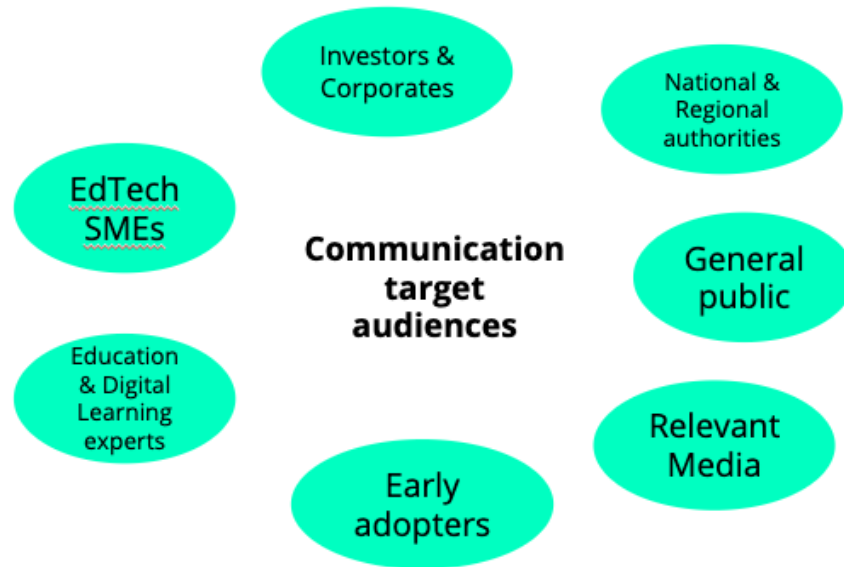 Investors &
Corporates
National &
Regional
authorities
EdTech
SMEs
Communication
target
audiences
General
public
Education
& Digital
Learning
experts
Relevant
Media
Early
adopters